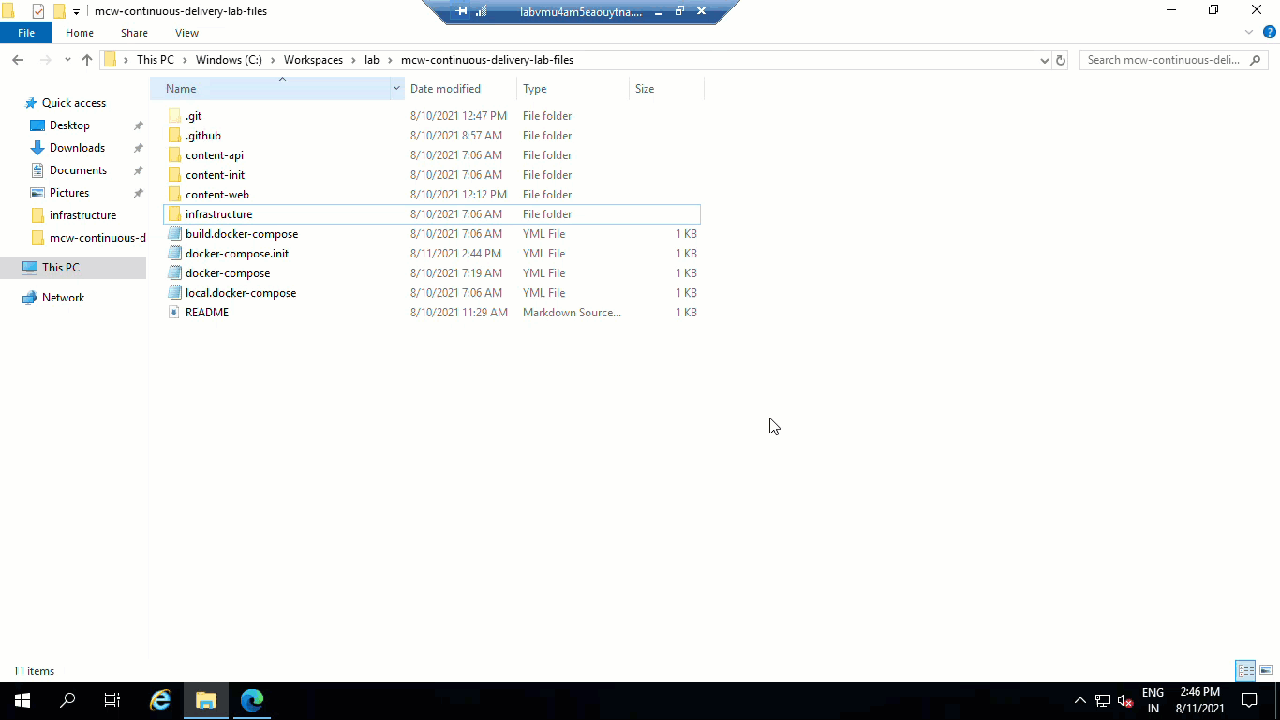 mcw-continuous-delivery-lab-files
labvmu4am5eaouytna....
File Home Share View
This PC Windows (C:) Workspaces lab mcw-continuous-delivery-lab-files
Search mcw-continuous-deli...
Name Date modified Type Size
Quick access
Desktop
Downloads
Documents
Pictures
infrastructure
mcw-continuous-d
This PC
Network
.git 8/10/2021 12:47 PM File folder
.github 8/10/2021 8:57 AM File folder
content-api 8/10/2021 7:06 AM File folder
content-init 8/10/2021 7:06 AM File folder
content-web 8/10/2021 12:12 PM File folder
infrastructure 8/10/2021 7:06 AM File folder
build.docker-compose 8/10/2021 7:06 AM YML File 1 KB
docker-compose.init 8/11/2021 2:44 PM YML File 1 KB
docker-compose 8/10/2021 7:19 AM YML File 1 KB
local.docker-compose 8/10/2021 7:06 AM YML File 1 KB
README 8/10/2021 11:29 AM Markdown Source... 1 KB
11 items
ENG
IN
2:46 PM
8/11/2021